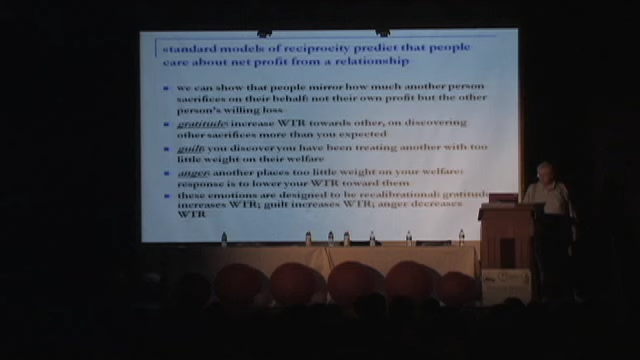 standard models of reciprocity predict that people
care about net profit from a relationship
we can show that people mirror how much another person
sacrifices on their behalf: not their own profit but the other
person's willing loss
gratitude: increase WTR towards other, on discovering
other sacrifices more than you expected
guilt: you discover you have been treating another with too
little weight on their welfare
anger: another places too little weight on your welfare:
response is to lower your WTR toward them
these emotions are designed to be recalibrational: gratitude
increases WTR; guilt increases WTR; anger decreases
WTR